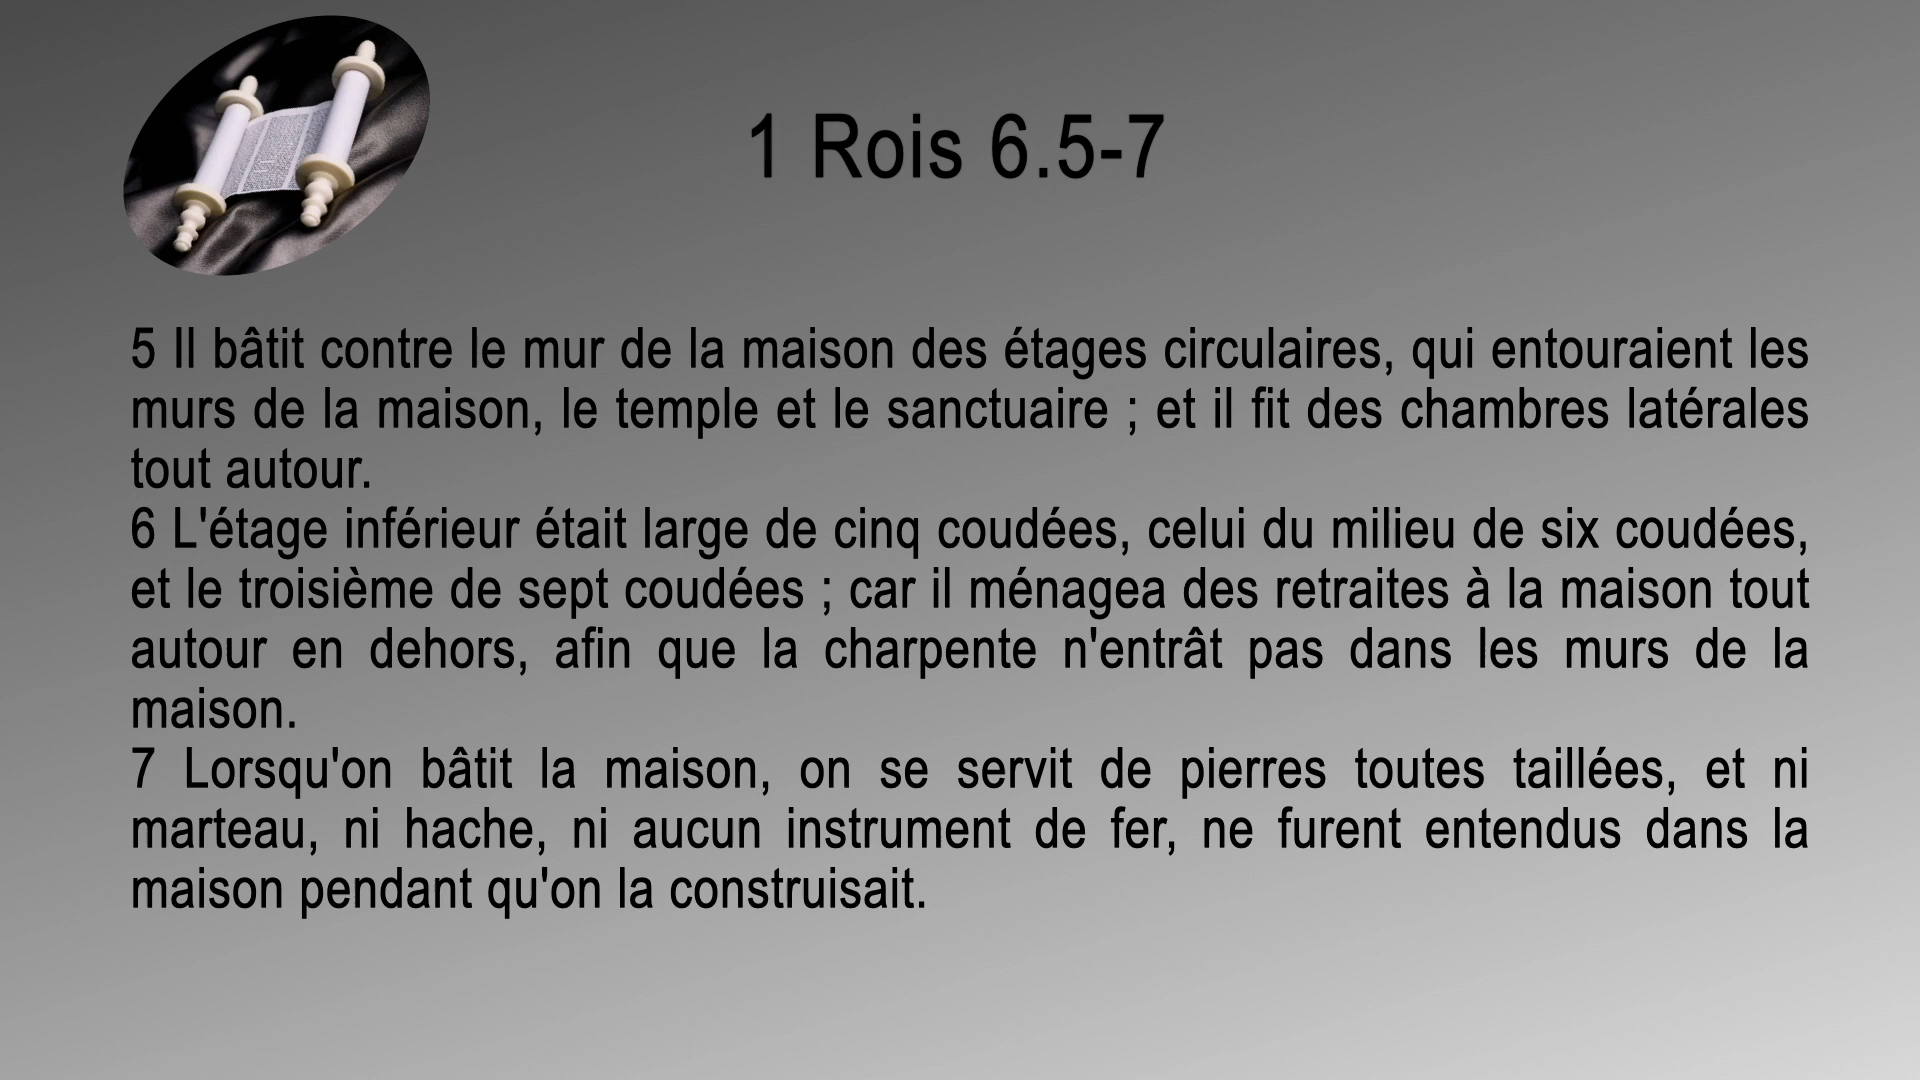 1 Rois 6.5-7
5 Il bâtit contre le mur de la maison des étages circulaires, qui entouraient les
murs de la maison, le temple et le sanctuaire ; et il fit des chambres latérales
tout autour.
6 L'étage inférieur était large de cinq coudées, celui du milieu de six coudées,
et le troisième de sept coudées ; car il ménagea des retraites à la maison tout
autour en dehors, afin que la charpente n'entrât pas dans les murs de la
maison.
7 Lorsqu'on bâtit la maison, on se servit de pierres toutes taillées, et ni
marteau, ni hache, ni aucun instrument de fer, ne furent entendus dans la
maison pendant qu'on la construisait.